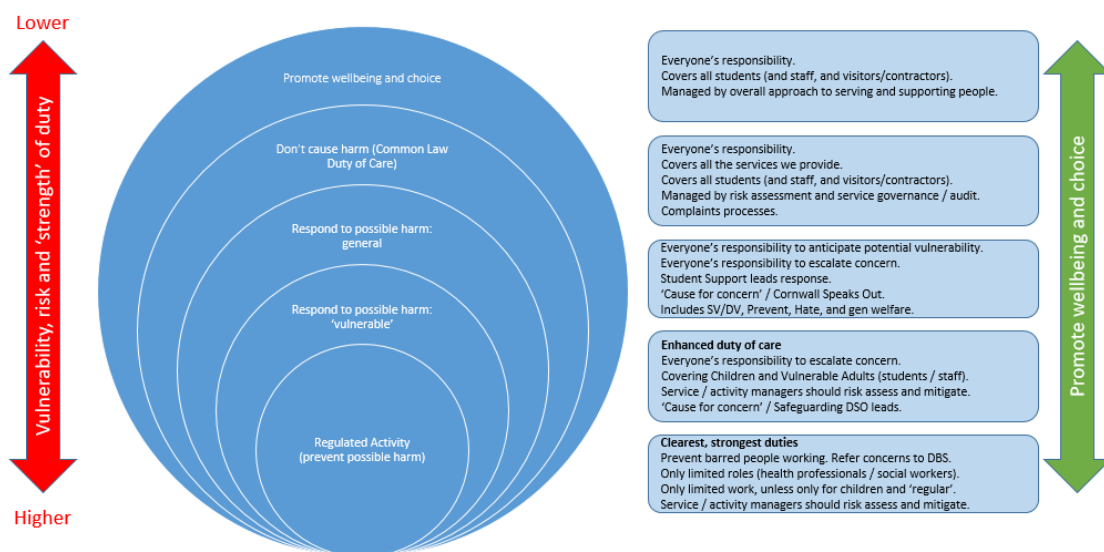 Lower
Vulnerability, risk and 'strength' of duty
Higher
Promote wellbeing and choice
Don't cause harm (Common Law
Duty of Care)
Respond to possible harm:
general
Respond to possible harm:
'vulnerable'
Regulated Activity
(prevent possible harm)
Everyone's responsibility.
Covers all students (and staff, and visitors/contractors).
Managed by overall approach to serving and supporting people.
Everyone's responsibility.
Covers all the services we provide.
Covers all students (and staff, and visitors/contractors).
Managed by risk assessment and service governance / audit.
Complaints processes.
Everyone's responsibility to anticipate potential vulnerability.
Everyone's responsibility to escalate concern.
Student Support leads response.
'Cause for concern' / Cornwall Speaks Out.
Includes SV/DV, Prevent, Hate, and gen welfare.
Enhanced duty of care
Everyone's responsibility to escalate concern.
Covering Children and Vulnerable Adults (students / staff).
Service / activity managers should risk assess and mitigate.
'Cause for concern' / Safeguarding DSO leads.
Clearest, strongest duties
Prevent barred people working. Refer concerns to DBS.
Only limited roles (health professionals / social workers).
Only limited work, unless only for children and 'regular'.
Service / activity managers should risk assess and mitigate.
Promote wellbeing and choice